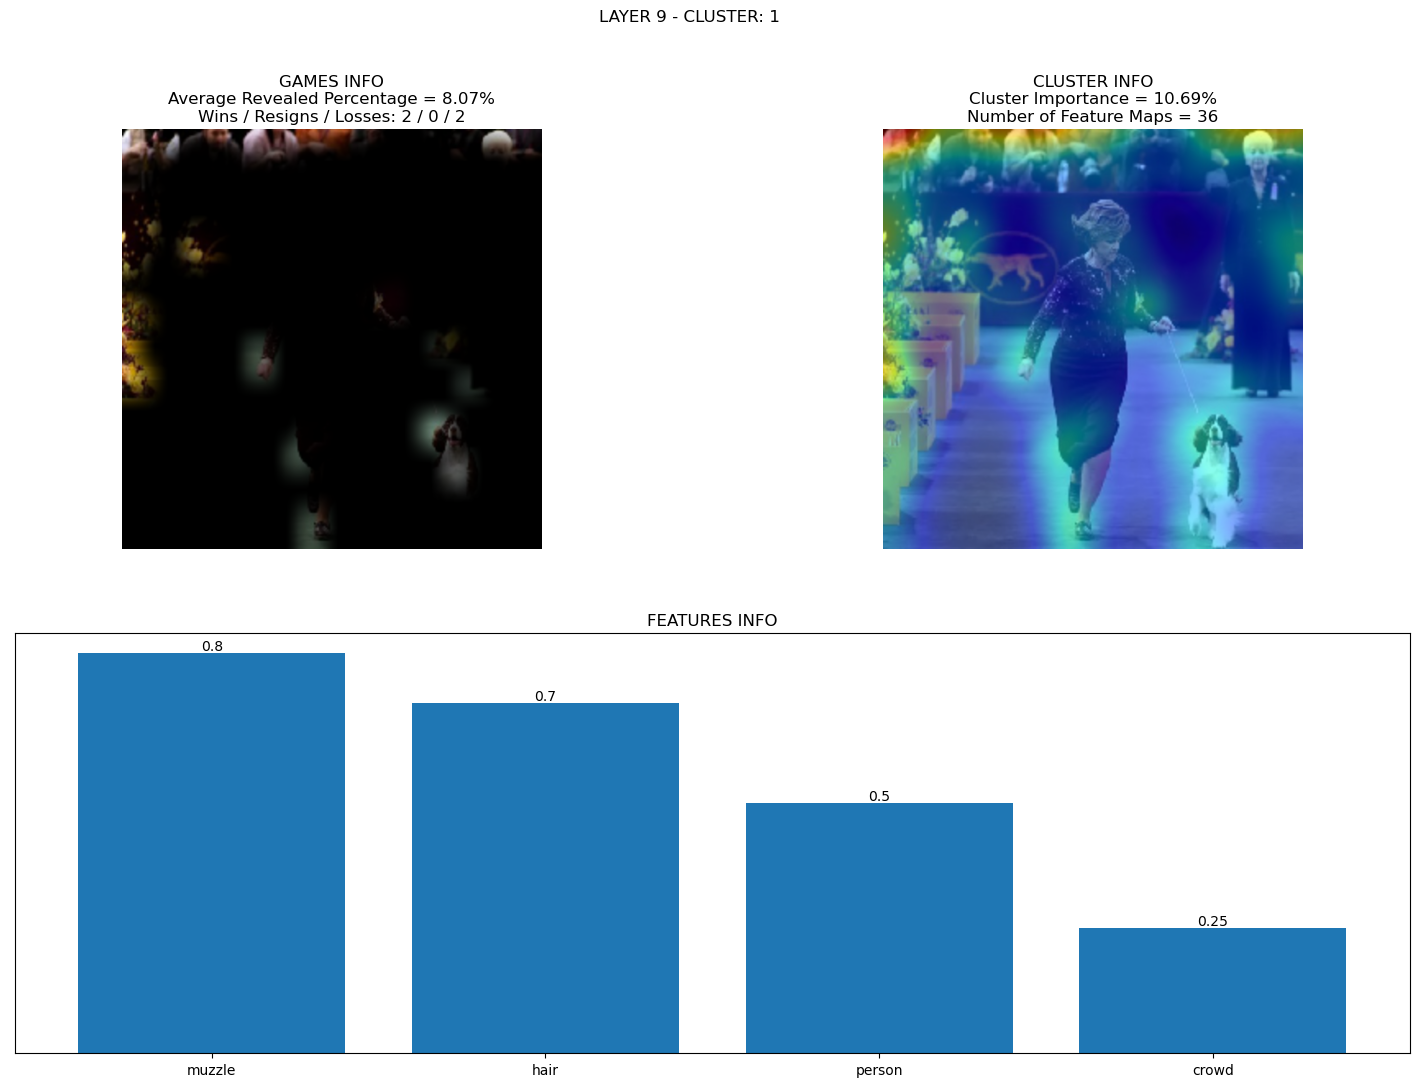 LAYER 9 - CLUSTER: 1
GAMES INFO
Average Revealed Percentage = 8.07%
Wins / Resigns / Losses: 2 / 0 / 2
CLUSTER INFO
Cluster Importance = 10.69%
Number of Feature Maps = 36
FEATURES INFO
0.8
0.7
0.5
0.25
muzzle
hair
person
crowd